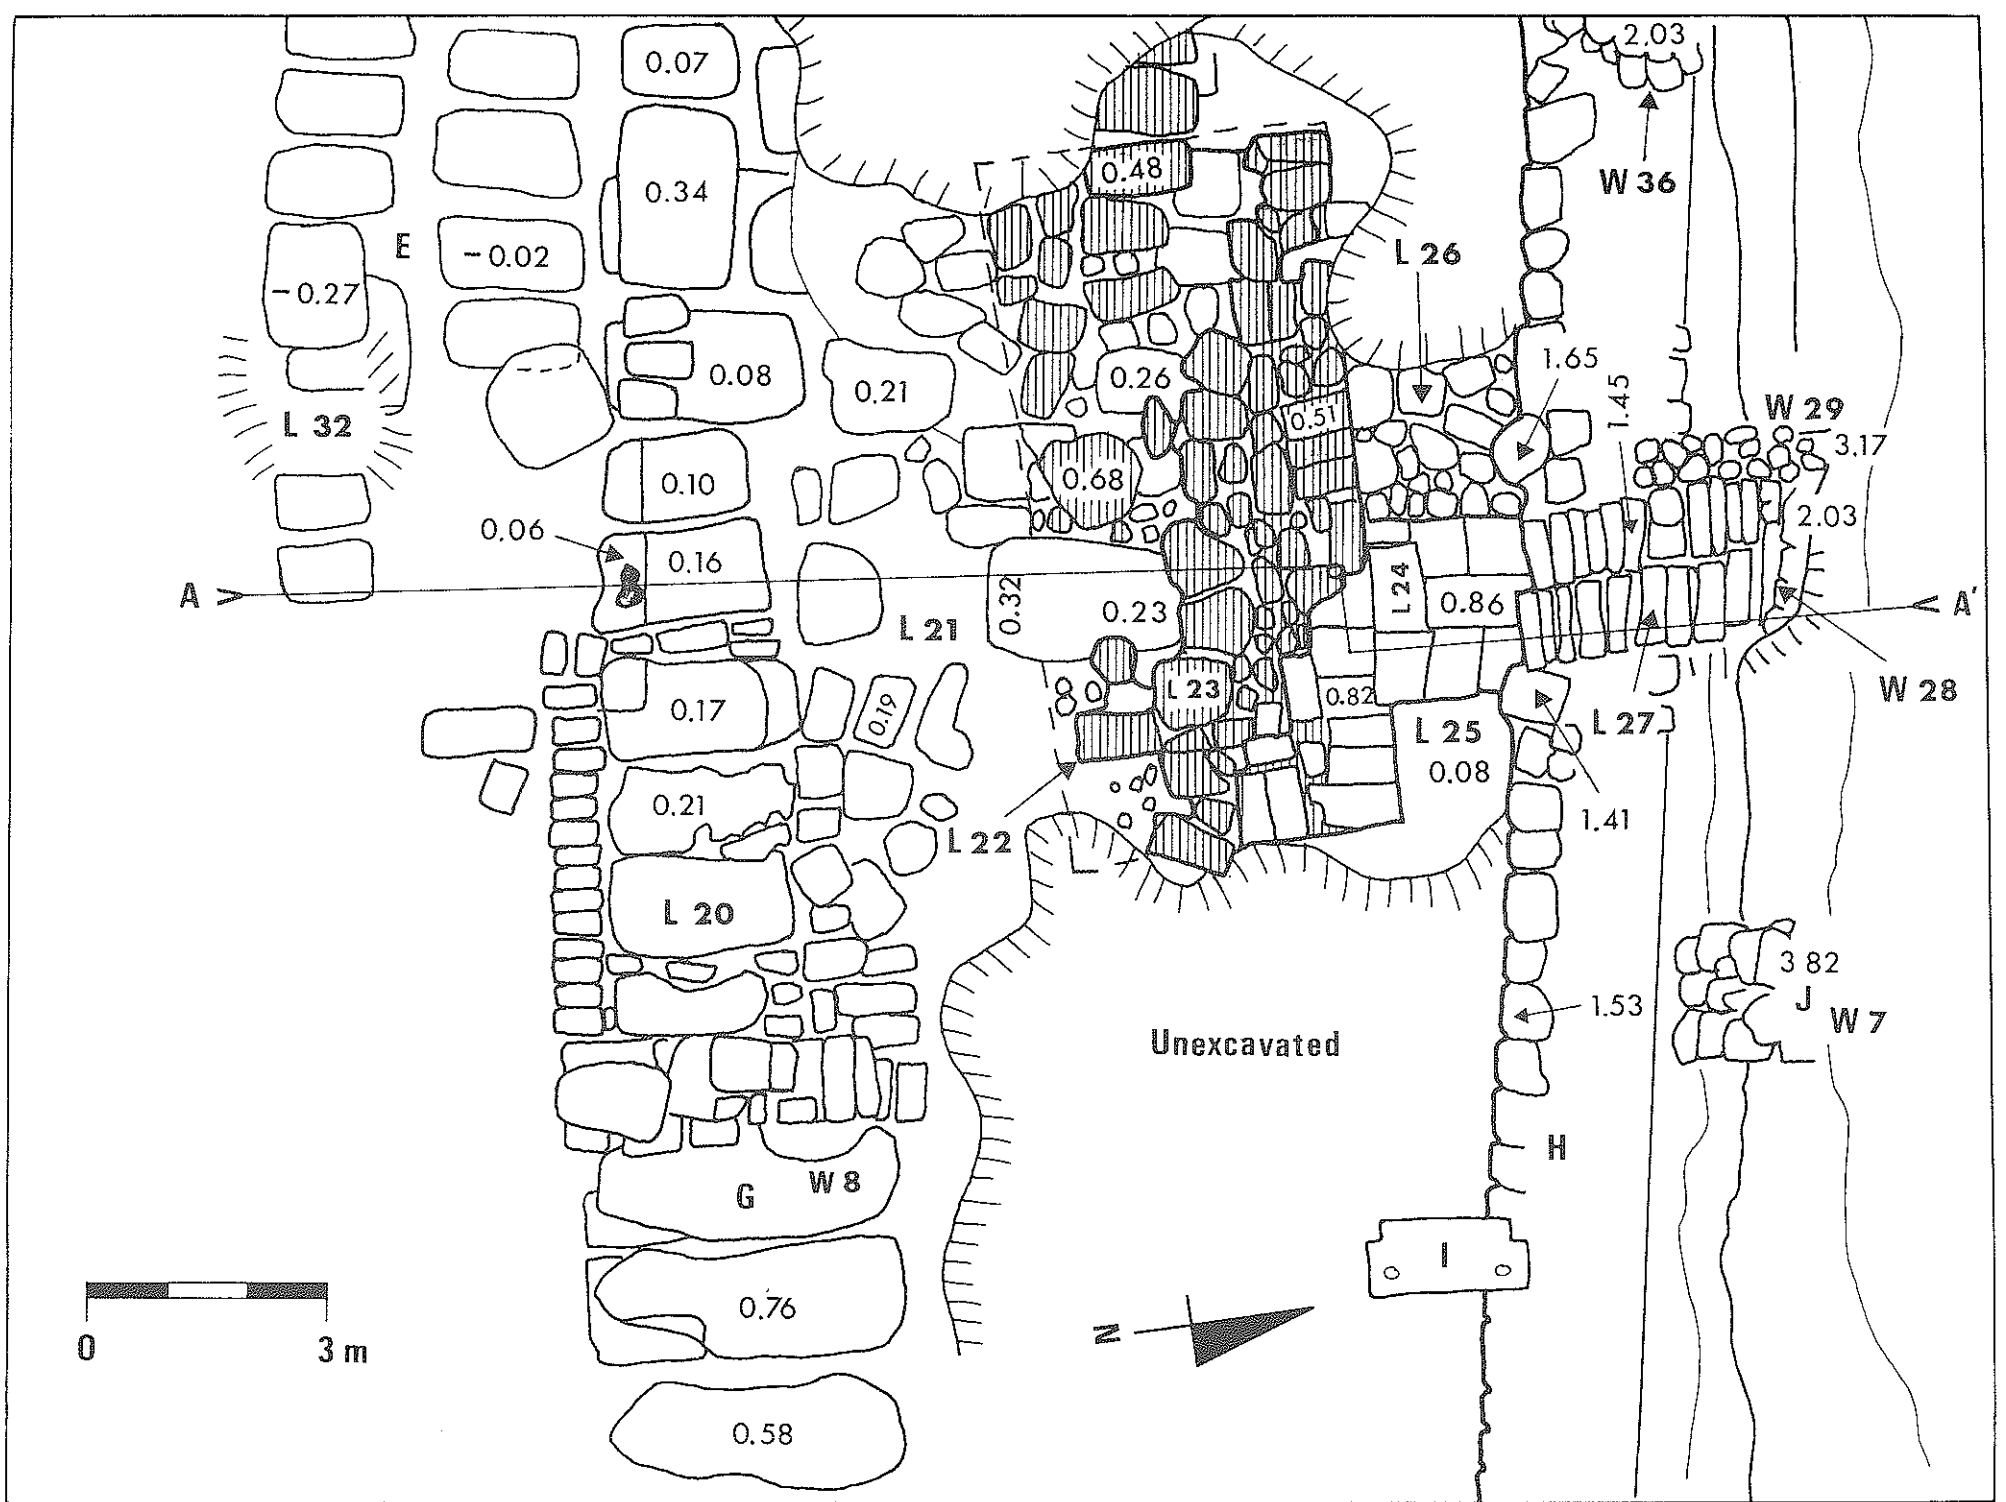 2.03
0.07
W 36
0.48
0.34
E
-0.02
L 26
-0.27
1.65
1.45
0.08
0.21
0.26
W 29
L 32
0.51
3.17
0.10
0.68
2.03
0.06
0.16
A
0.32
0.23
L 24
0.86
A'
L 21
L 23
0.82
W 28
0.17
0.19
L 25
L 27
0.08
0.21
L 22
1.41
L 20
3 82
J
W 7
1.53
Unexcavated
H
G
W 8
I
0.76
N
0
3 m
0.58